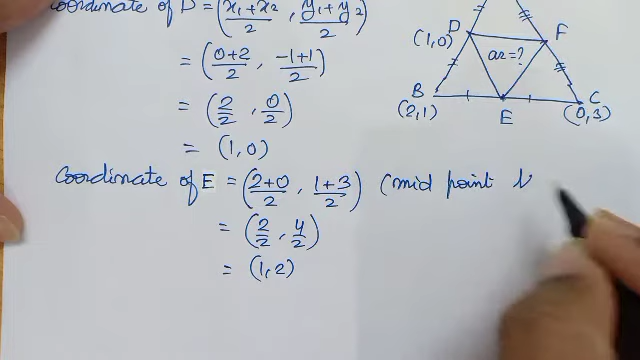 Coordinate of D = (x₁+x₂/2 , y₁+y₂/2)
= (0+2/2 , -1+1/2)
= (2/2 , 0/2)
= (1,0)
Coordinate of E = (2+0/2 , 1+3/2) (mid point
= (2/2 , 4/2)
= (1,2)
D
F
(1,0)
ar=?
B
C
(2,1)
E
(0,3)